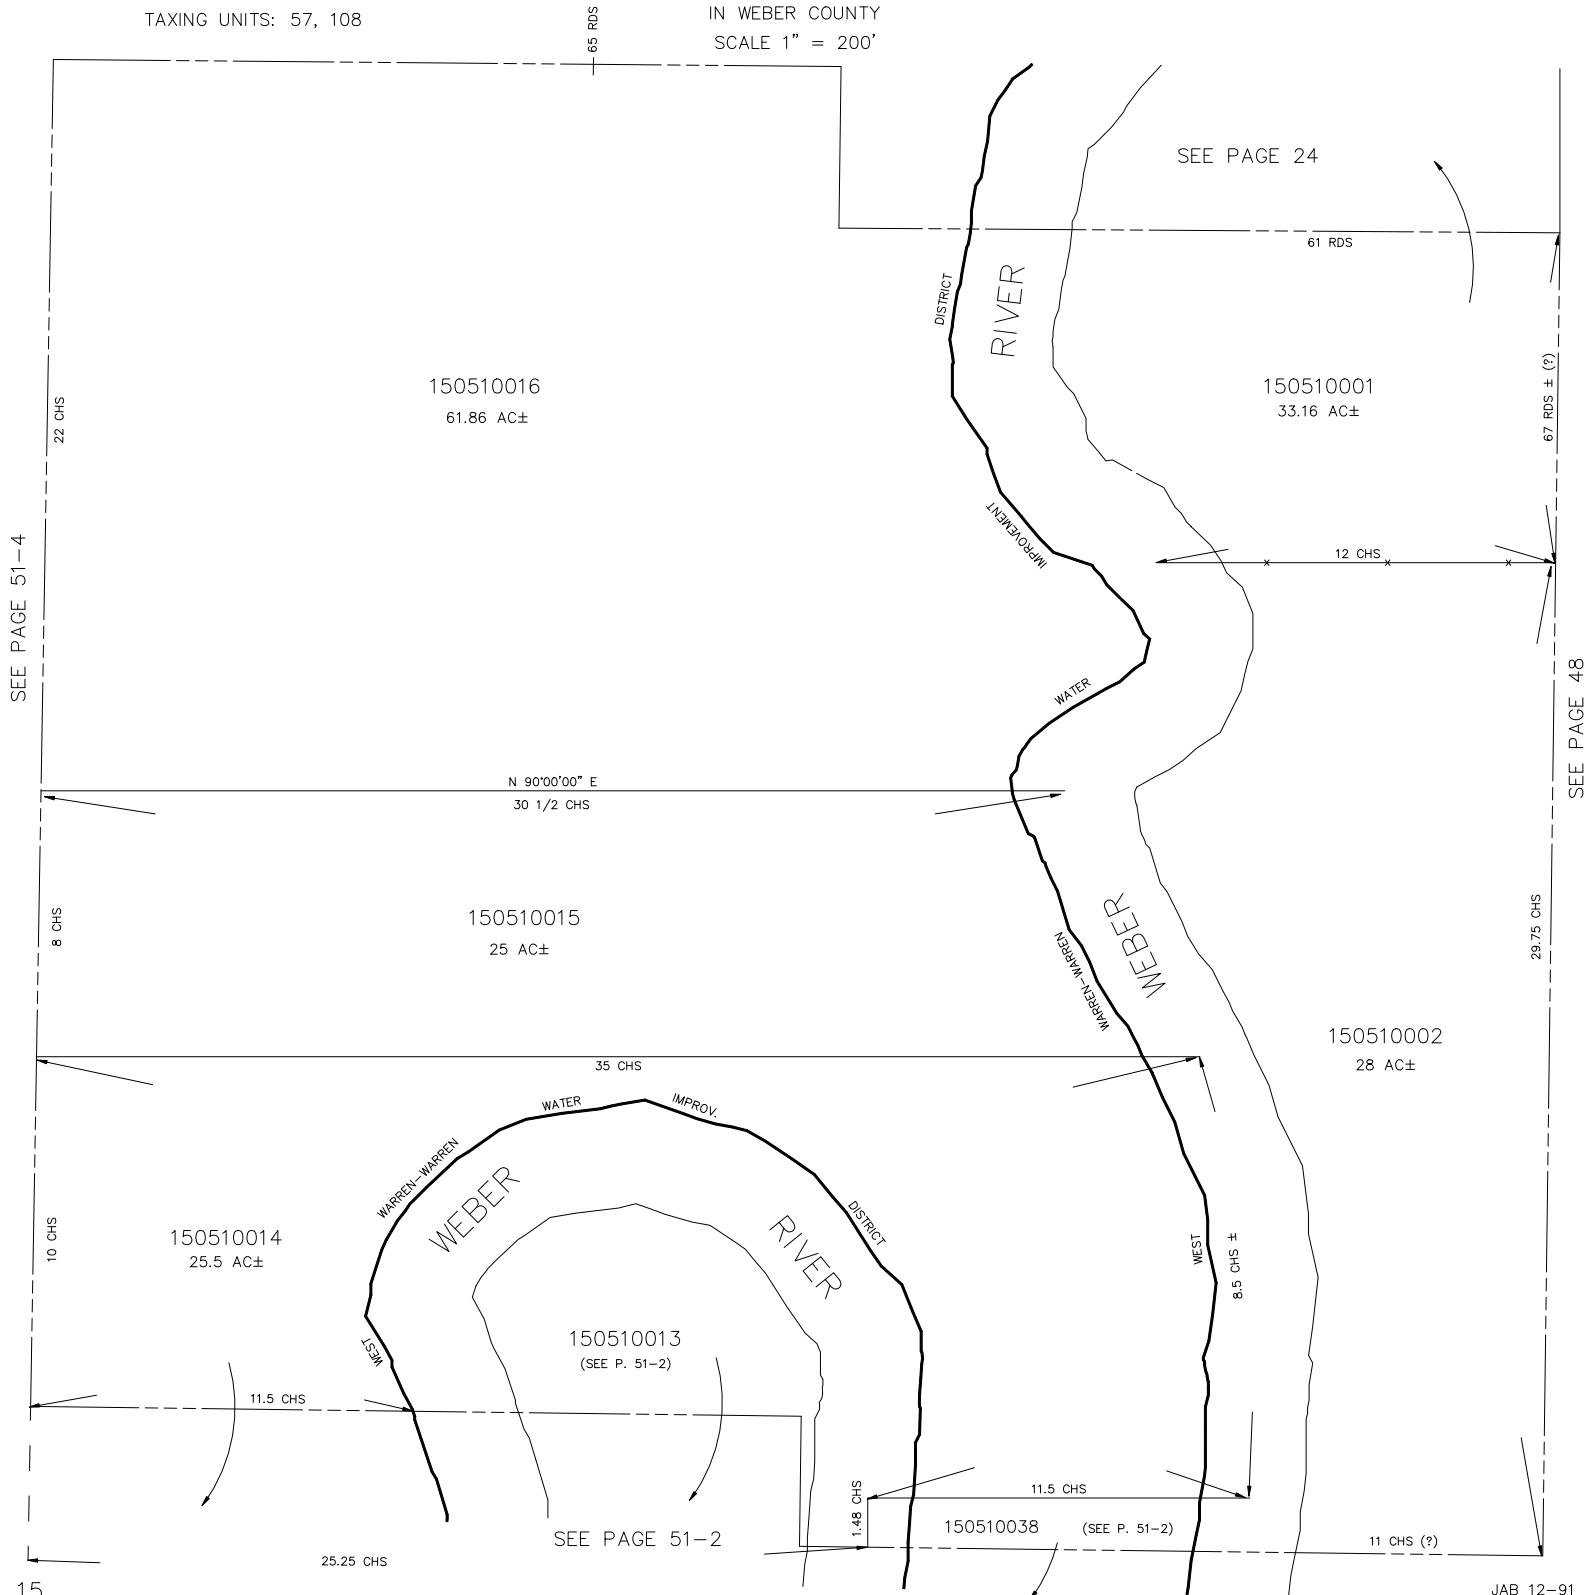 TAXING UNITS: 57, 108
65 RDS
IN WEBER COUNTY
SCALE 1" = 200'
SEE PAGE 24
61 RDS
DISTRICT
RIVER
150510016
61.86 AC±
150510001
33.16 AC±
22 CHS
67 RDS ± (?)
IMPROVEMENT
12 CHS
x x x
SEE PAGE 51-4
WATER
SEE PAGE 48
N 90°00'00" E
30 1/2 CHS
150510015
25 AC±
8 CHS
WEBER
29.75 CHS
WARREN-WARREN
150510002
28 AC±
35 CHS
WATER
IMPROV.
WARREN-WARREN
WEBER
DISTRICT
RIVER
10 CHS
150510014
25.5 AC±
WEST
8.5 CHS ±
150510013
(SEE P. 51-2)
WEST
11.5 CHS
11.5 CHS
1.48 CHS
150510038
(SEE P. 51-2)
SEE PAGE 51-2
11 CHS (?)
25.25 CHS
15
JAB 12-91